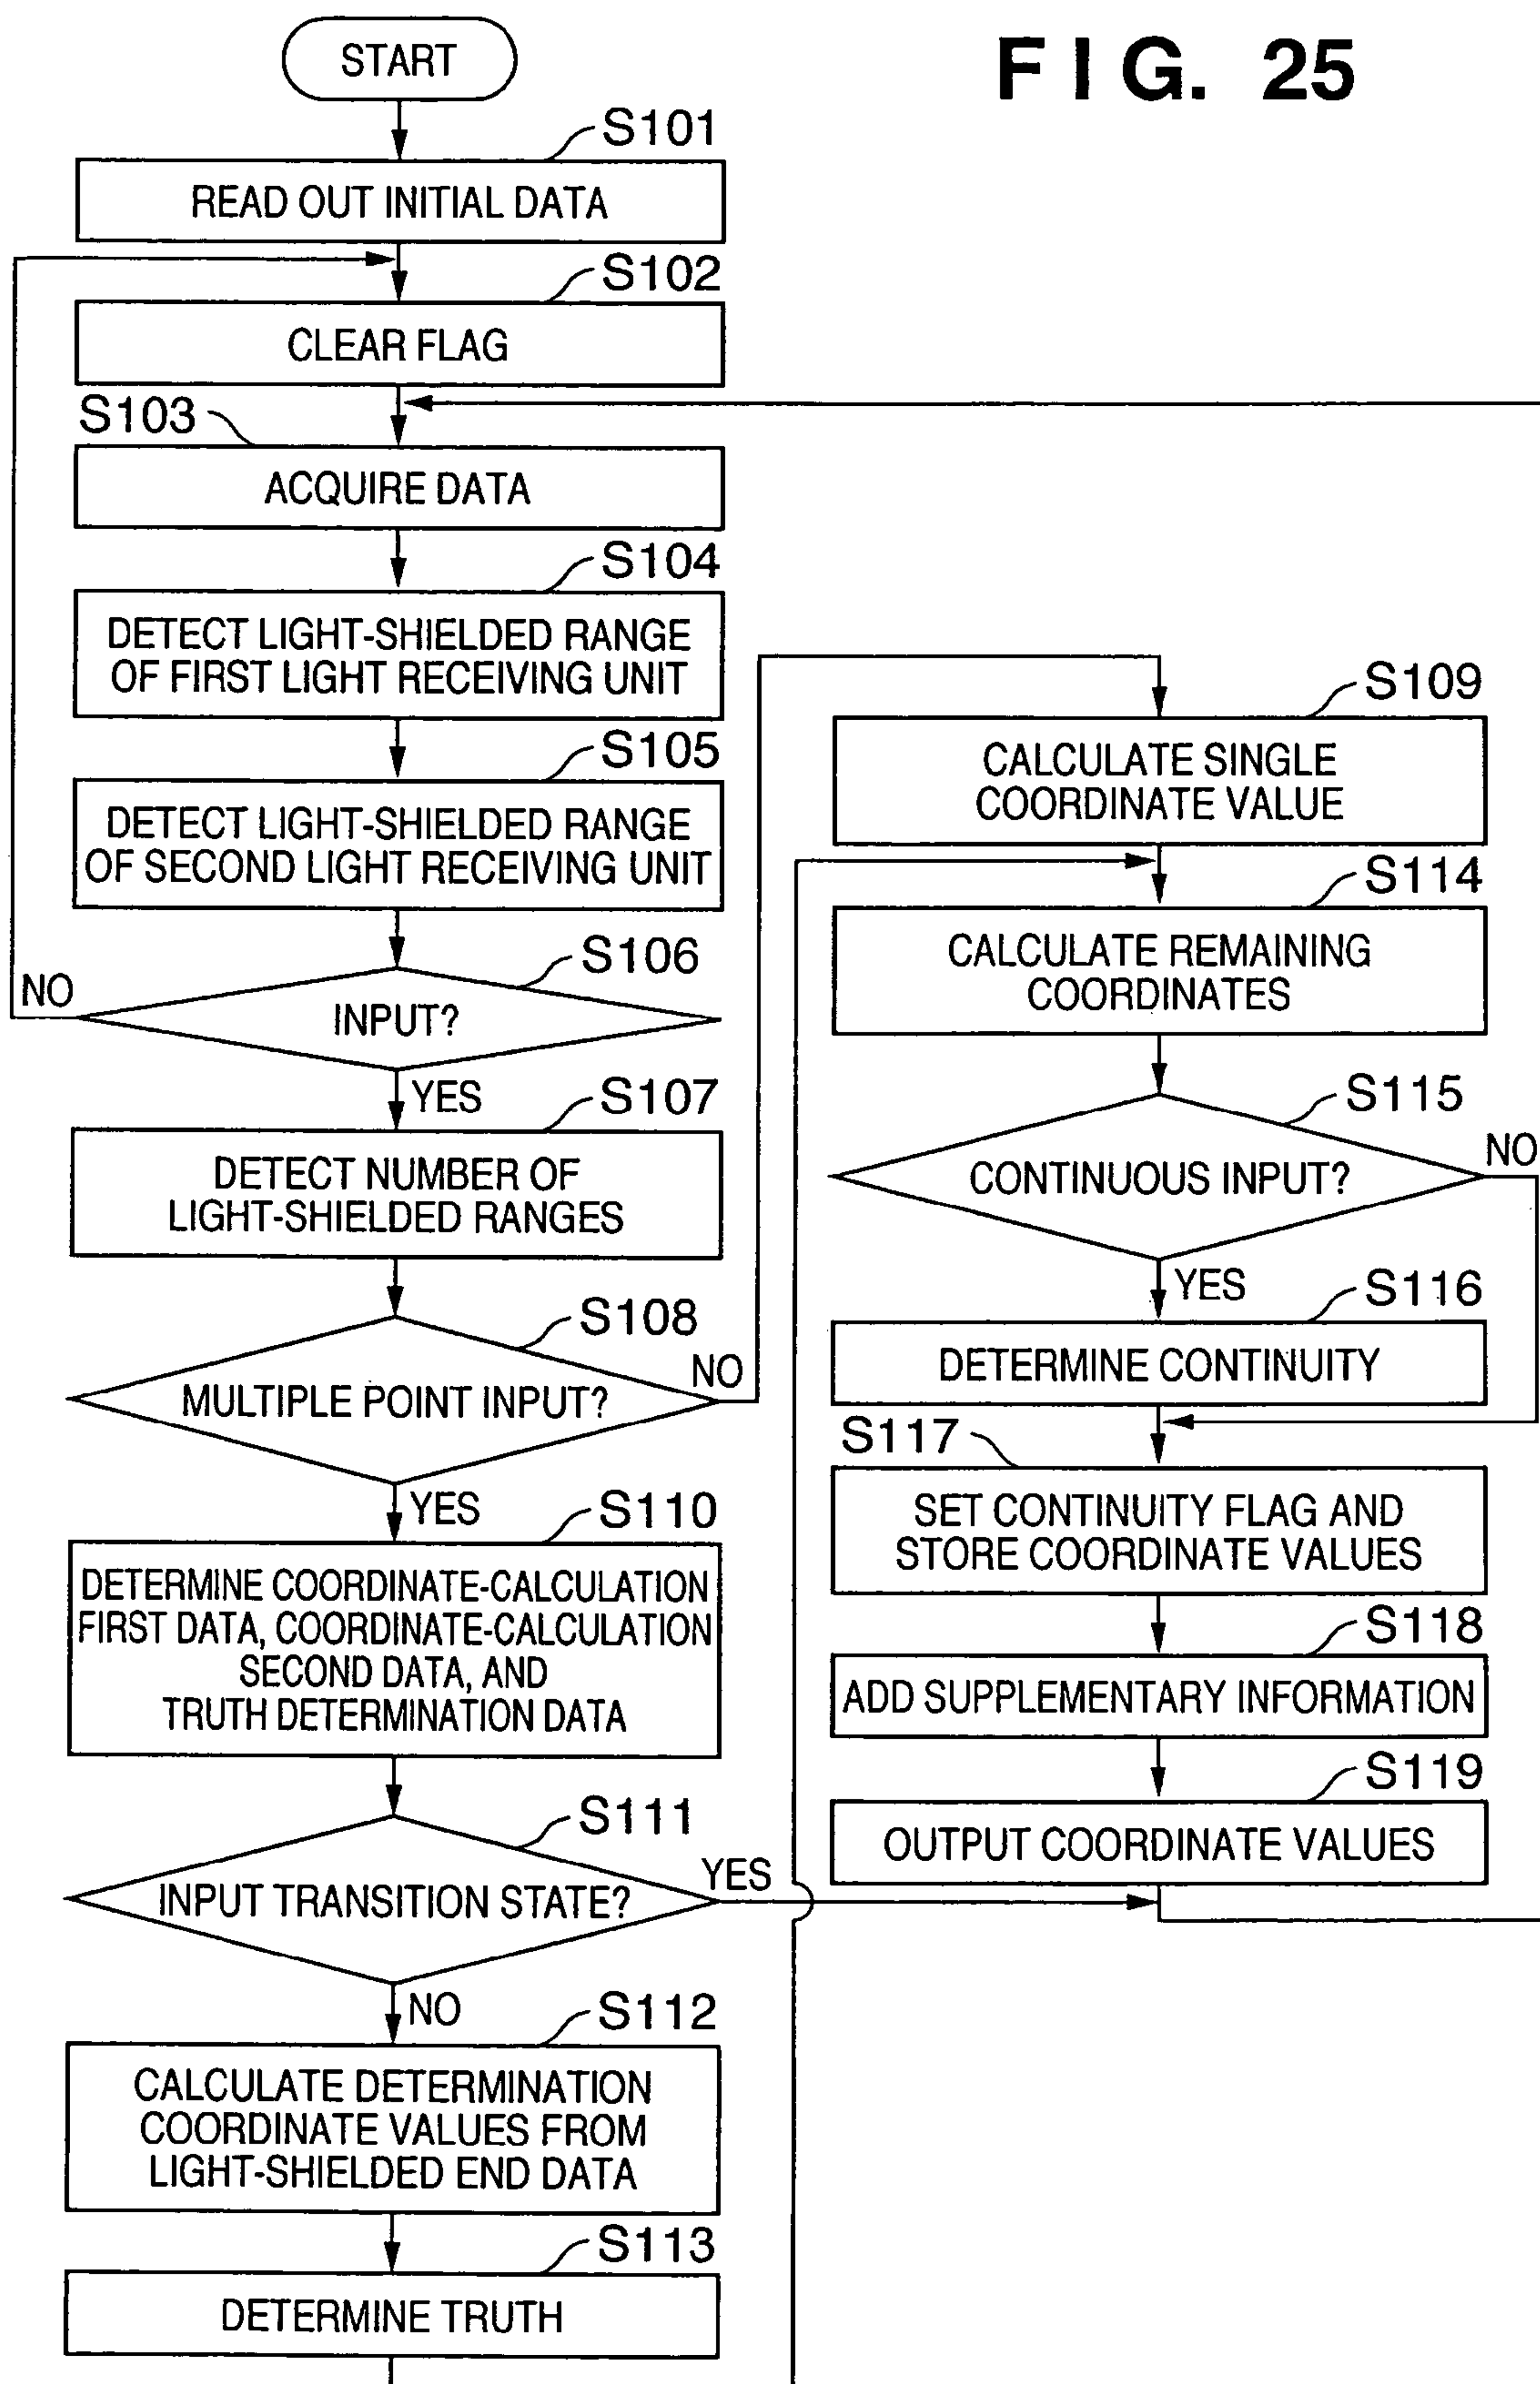 FIG. 25
START
S101
READ OUT INITIAL DATA
S102
CLEAR FLAG
S103
ACQUIRE DATA
S104
DETECT LIGHT-SHIELDED RANGE
OF FIRST LIGHT RECEIVING UNIT
S105
DETECT LIGHT-SHIELDED RANGE
OF SECOND LIGHT RECEIVING UNIT
S106
NO
INPUT?
YES
S107
DETECT NUMBER OF
LIGHT-SHIELDED RANGES
S108
NO
MULTIPLE POINT INPUT?
YES
S110
DETERMINE COORDINATE-CALCULATION
FIRST DATA, COORDINATE-CALCULATION
SECOND DATA, AND
TRUTH DETERMINATION DATA
S111
YES
INPUT TRANSITION STATE?
NO
S112
CALCULATE DETERMINATION
COORDINATE VALUES FROM
LIGHT-SHIELDED END DATA
S113
DETERMINE TRUTH
S109
CALCULATE SINGLE
COORDINATE VALUE
S114
CALCULATE REMAINING
COORDINATES
S115
NO
CONTINUOUS INPUT?
YES
S116
DETERMINE CONTINUITY
S117
SET CONTINUITY FLAG AND
STORE COORDINATE VALUES
S118
ADD SUPPLEMENTARY INFORMATION
S119
OUTPUT COORDINATE VALUES